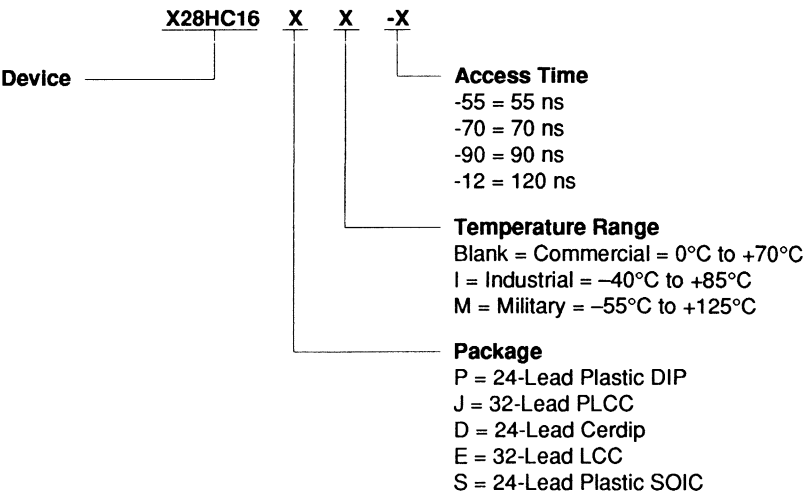 X28HC16 X X -X
Device
Access Time
-55 = 55 ns
-70 = 70 ns
-90 = 90 ns
-12 = 120 ns
Temperature Range
Blank = Commercial = 0°C to +70°C
I = Industrial = –40°C to +85°C
M = Military = –55°C to +125°C
Package
P = 24-Lead Plastic DIP
J = 32-Lead PLCC
D = 24-Lead Cerdip
E = 32-Lead LCC
S = 24-Lead Plastic SOIC